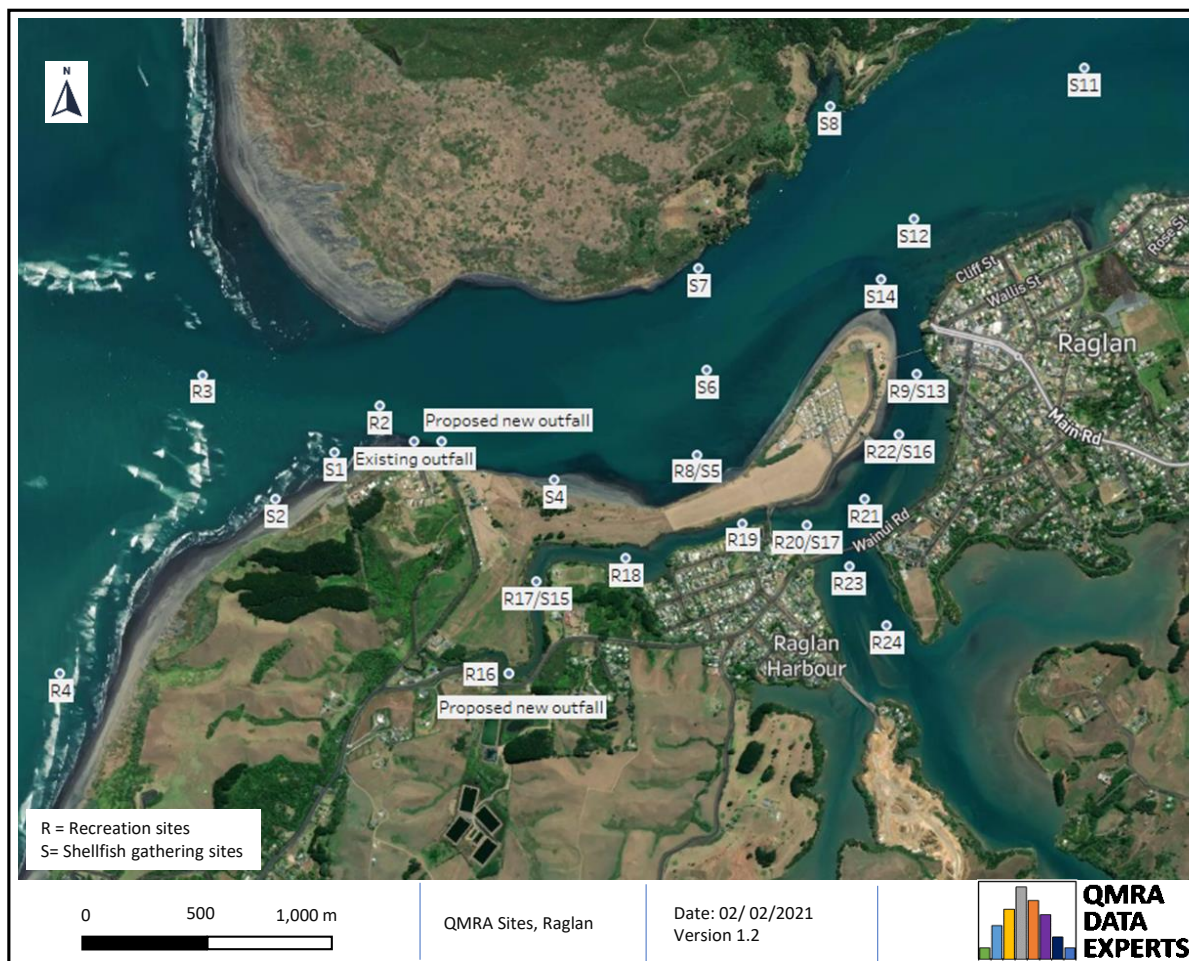 N
S11
S8
S12
Rose St
Cliff St
Wallis St
S7
S14
Raglan
R3
S6
R9/S13
R2
Proposed new outfall
Main Rd
Existing outfall
S1
R8/S5
R22/S16
S4
S2
R21
Wainui Rd
R19
R20/S17
R18
R23
R17/S15
R24
Raglan
Harbour
R16
R4
Proposed new outfall
R = Recreation sites
S= Shellfish gathering sites
0 500 1,000 m
QMRA Sites, Raglan
Date: 02/ 02/2021
Version 1.2
QMRA
DATA
EXPERTS